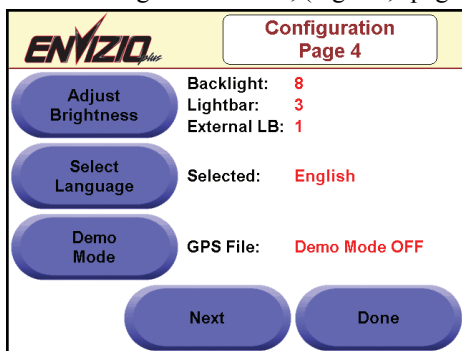 ENVIZIO plus
Configuration
Page 4
Adjust
Brightness
Backlight: 8
Lightbar: 3
External LB: 1
Select
Language
Selected: English
Demo
Mode
GPS File: Demo Mode OFF
Next
Done